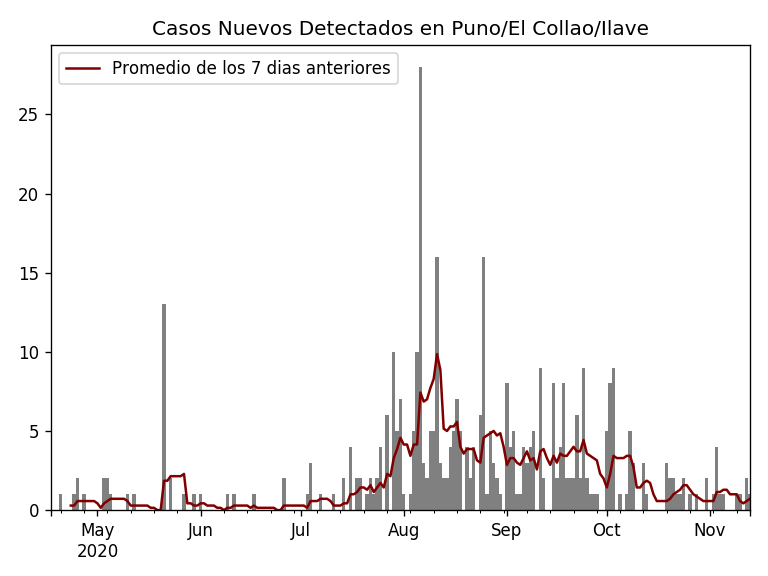 Casos Nuevos Detectados en Puno/El Collao/Ilave
Promedio de los 7 dias anteriores
25
20
15
10
5
0
May Jun Jul Aug Sep Oct Nov
2020